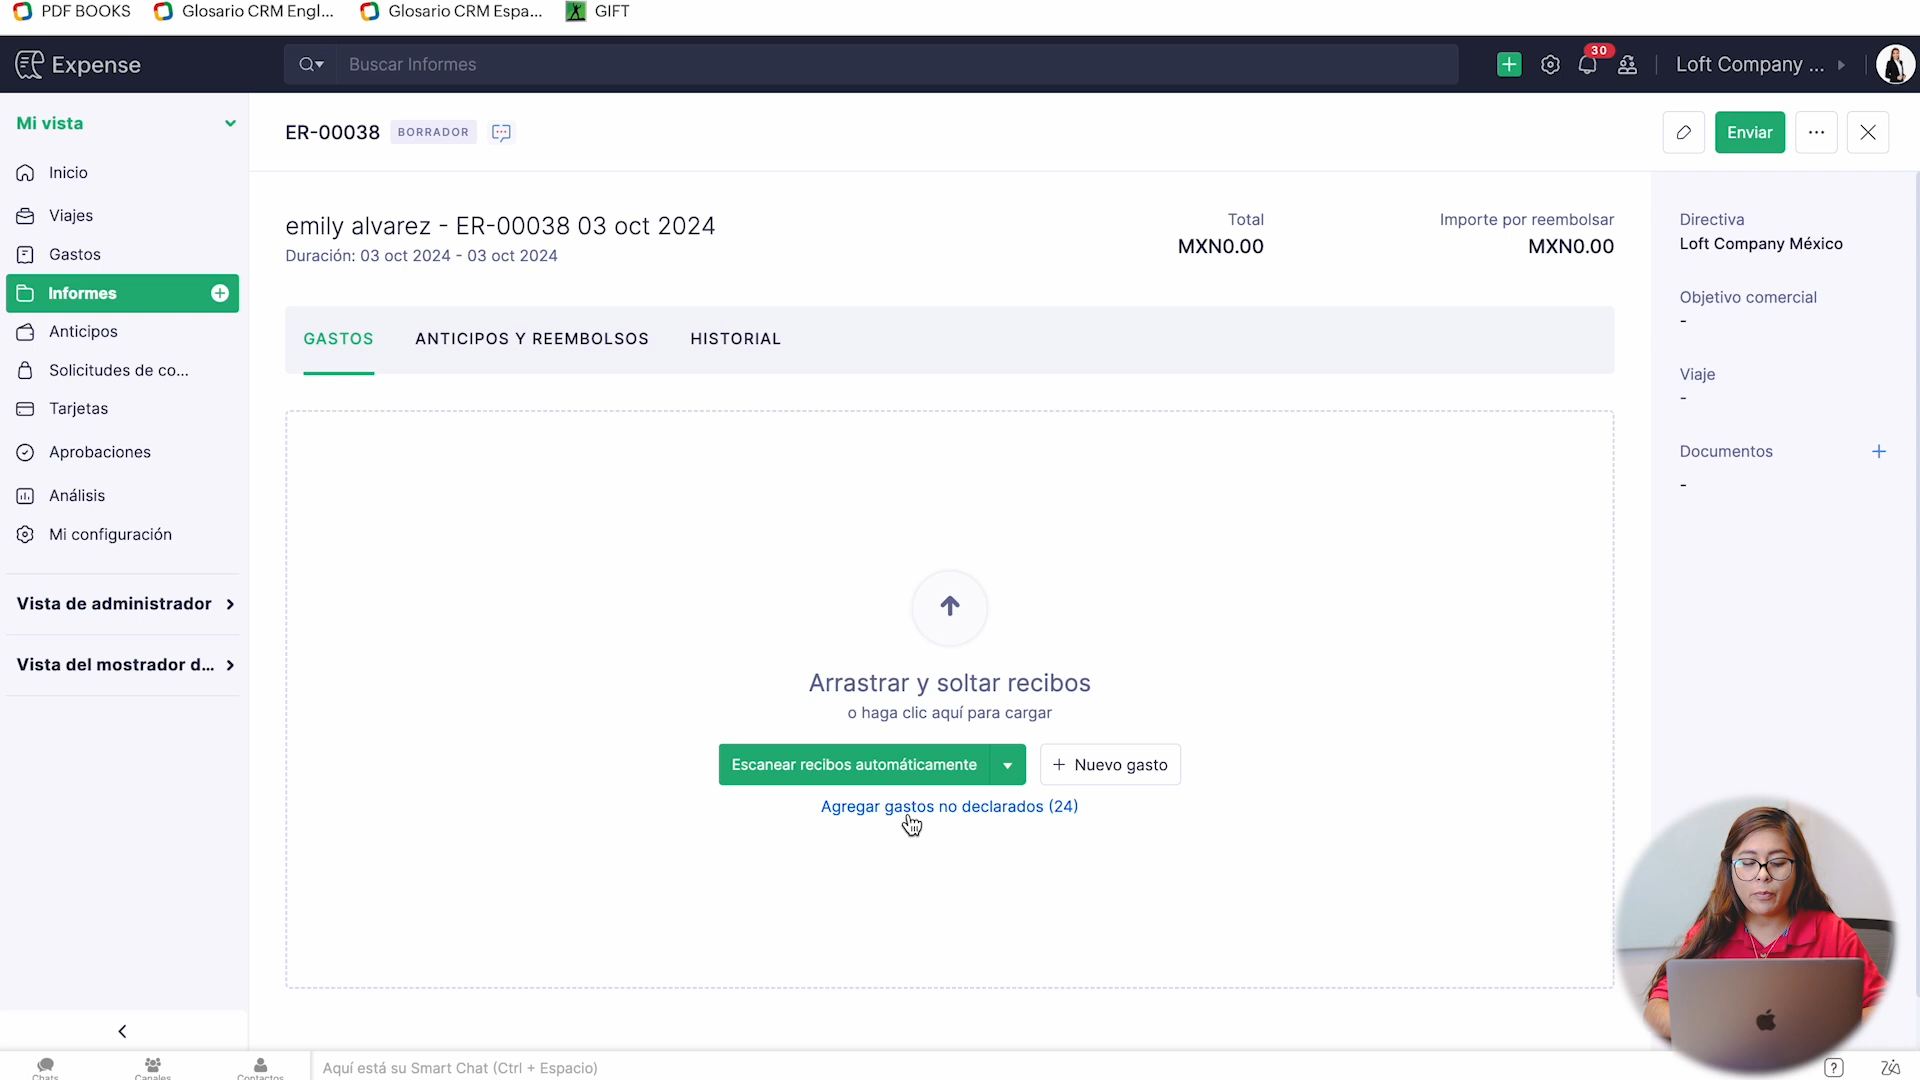 PDF BOOKS
Glosario CRM Engl...
Glosario CRM Espa...
GIFT
Expense
Buscar Informes
30
Loft Company ...
Mi vista
ER-00038
BORRADOR
Enviar
Inicio
Viajes
Gastos
Informes
Anticipos
Solicitudes de co...
Tarjetas
Aprobaciones
Análisis
Mi configuración
Vista de administrador
Vista del mostrador d...
emily alvarez - ER-00038 03 oct 2024
Duración: 03 oct 2024 - 03 oct 2024
Total
MXN0.00
Importe por reembolsar
MXN0.00
GASTOS
ANTICIPOS Y REEMBOLSOS
HISTORIAL
Arrastrar y soltar recibos
o haga clic aquí para cargar
Escanear recibos automáticamente
+ Nuevo gasto
Agregar gastos no declarados (24)
Directiva
Loft Company México
Objetivo comercial
-
Viaje
-
Documentos
-
Chats
Canales
Contactos
Aquí está su Smart Chat (Ctrl + Espacio)